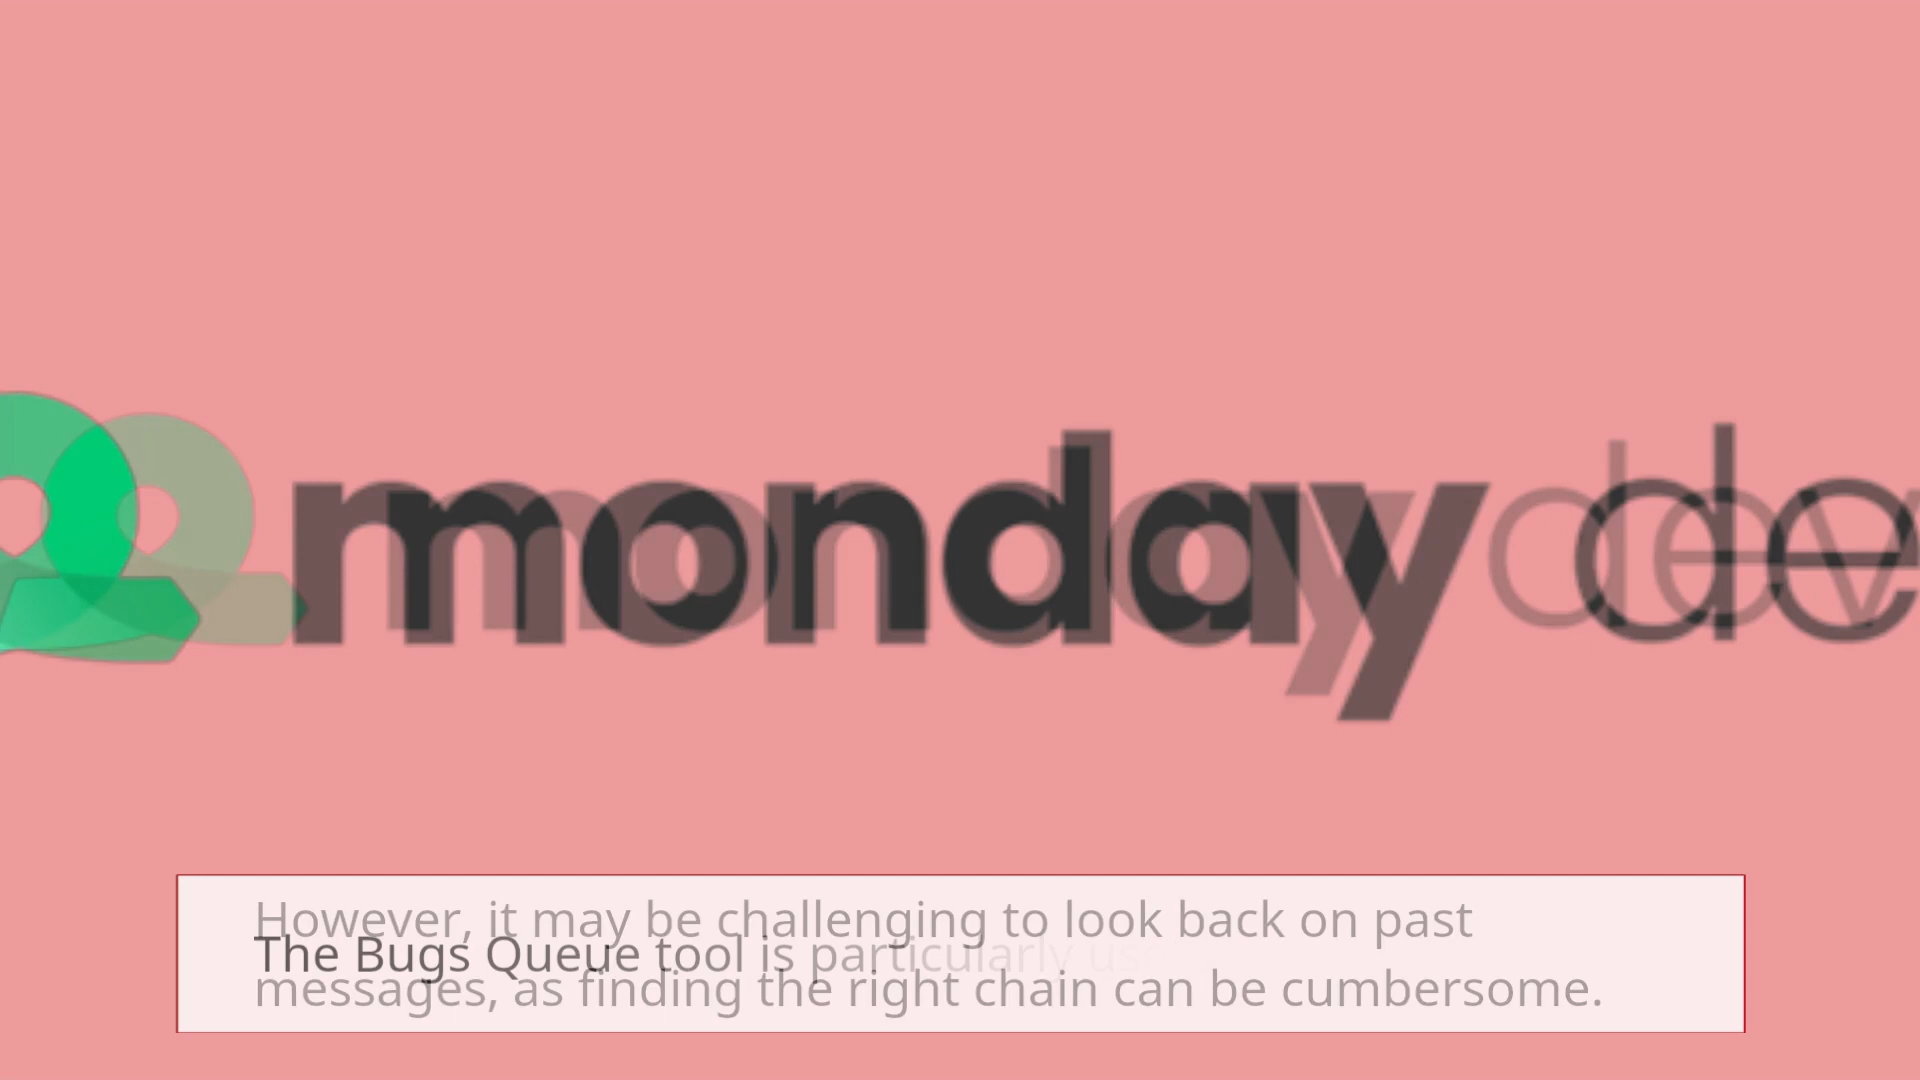 monday dev
However, it may be challenging to look back on past
The Bugs Queue tool is particularly
messages, as finding the right chain can be cumbersome.